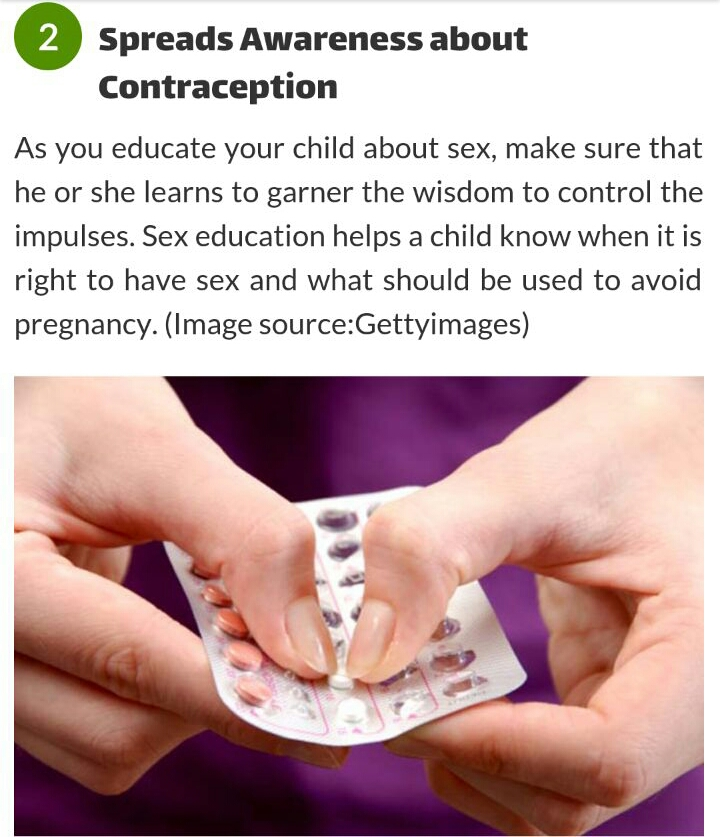 2
Spreads Awareness about
Contraception
As you educate your child about sex, make sure that
he or she learns to garner the wisdom to control the
impulses. Sex education helps a child know when it is
right to have sex and what should be used to avoid
pregnancy. (Image source:Gettyimages)